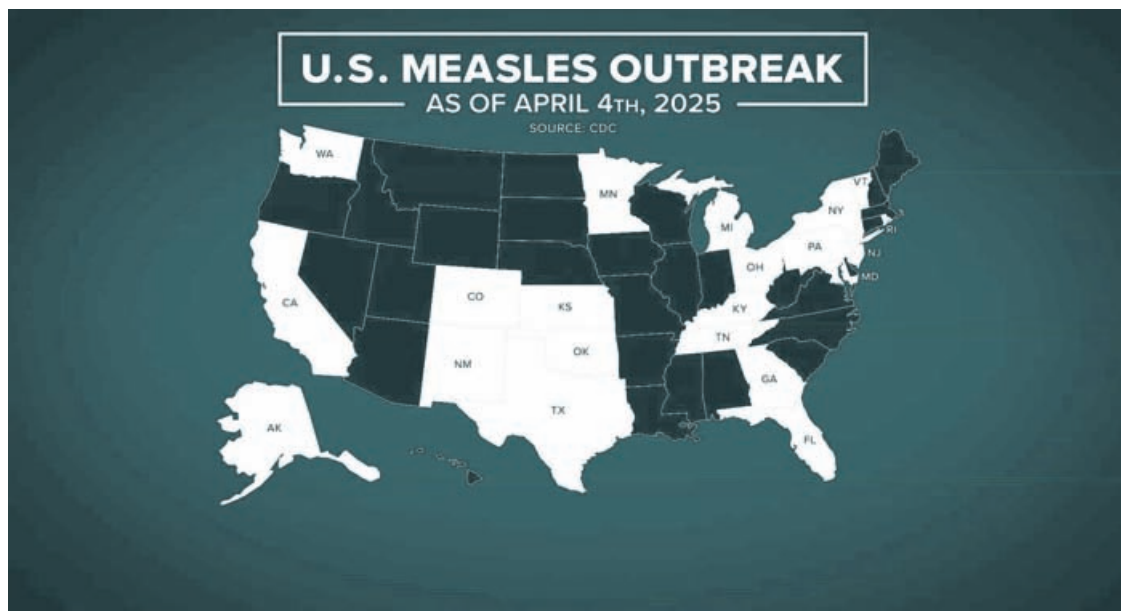 U.S. MEASLES OUTBREAK
AS OF APRIL 4TH, 2025
SOURCE: CDC
WA
MN
VT
NY
MI
RI
PA
NJ
OH
MD
CO
CA
KS
KY
TN
OK
NM
GA
TX
AK
FL